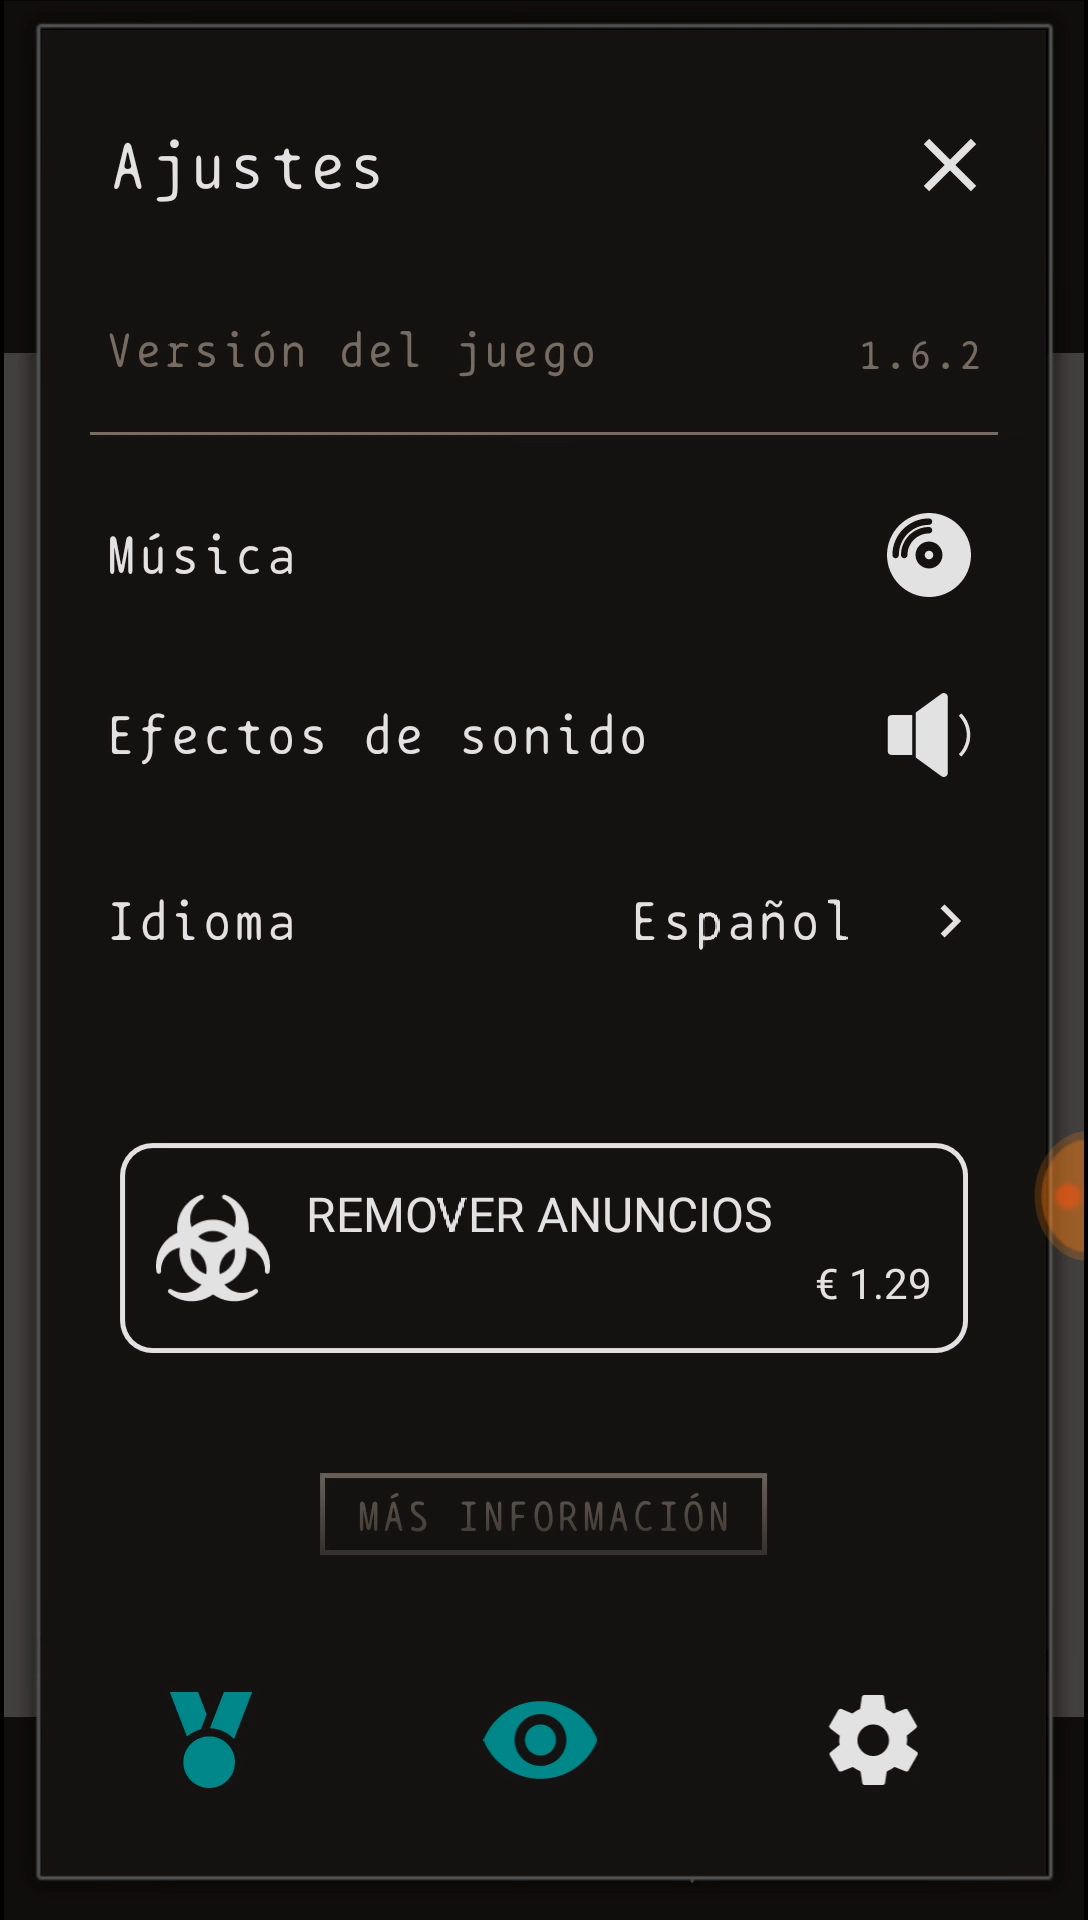 Ajustes
Versión del juego 1.6.2
Música
Efectos de sonido
Idioma Español
REMOVER ANUNCIOS
€ 1.29
MÁS INFORMACIÓN